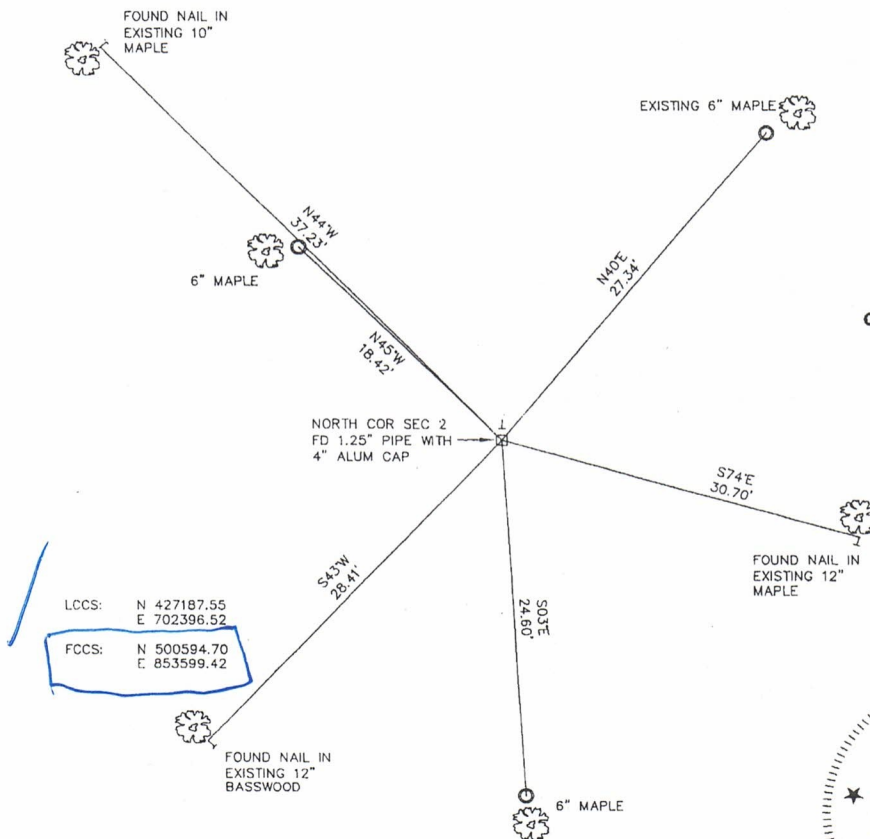 FOUND NAIL IN
EXISTING 10"
MAPLE
EXISTING 6" MAPLE
N44°W
37.23'
6" MAPLE
N40°E
27.34'
N45°W
18.42'
NORTH COR SEC 2
FD 1.25" PIPE WITH
4" ALUM CAP
S74°E
30.70'
FOUND NAIL IN
EXISTING 12"
MAPLE
S43°W
28.41'
S03°E
24.60'
LCCS: N 427187.55
E 702396.52
FCCS: N 500594.70
E 853599.42
FOUND NAIL IN
EXISTING 12"
BASSWOOD
6" MAPLE